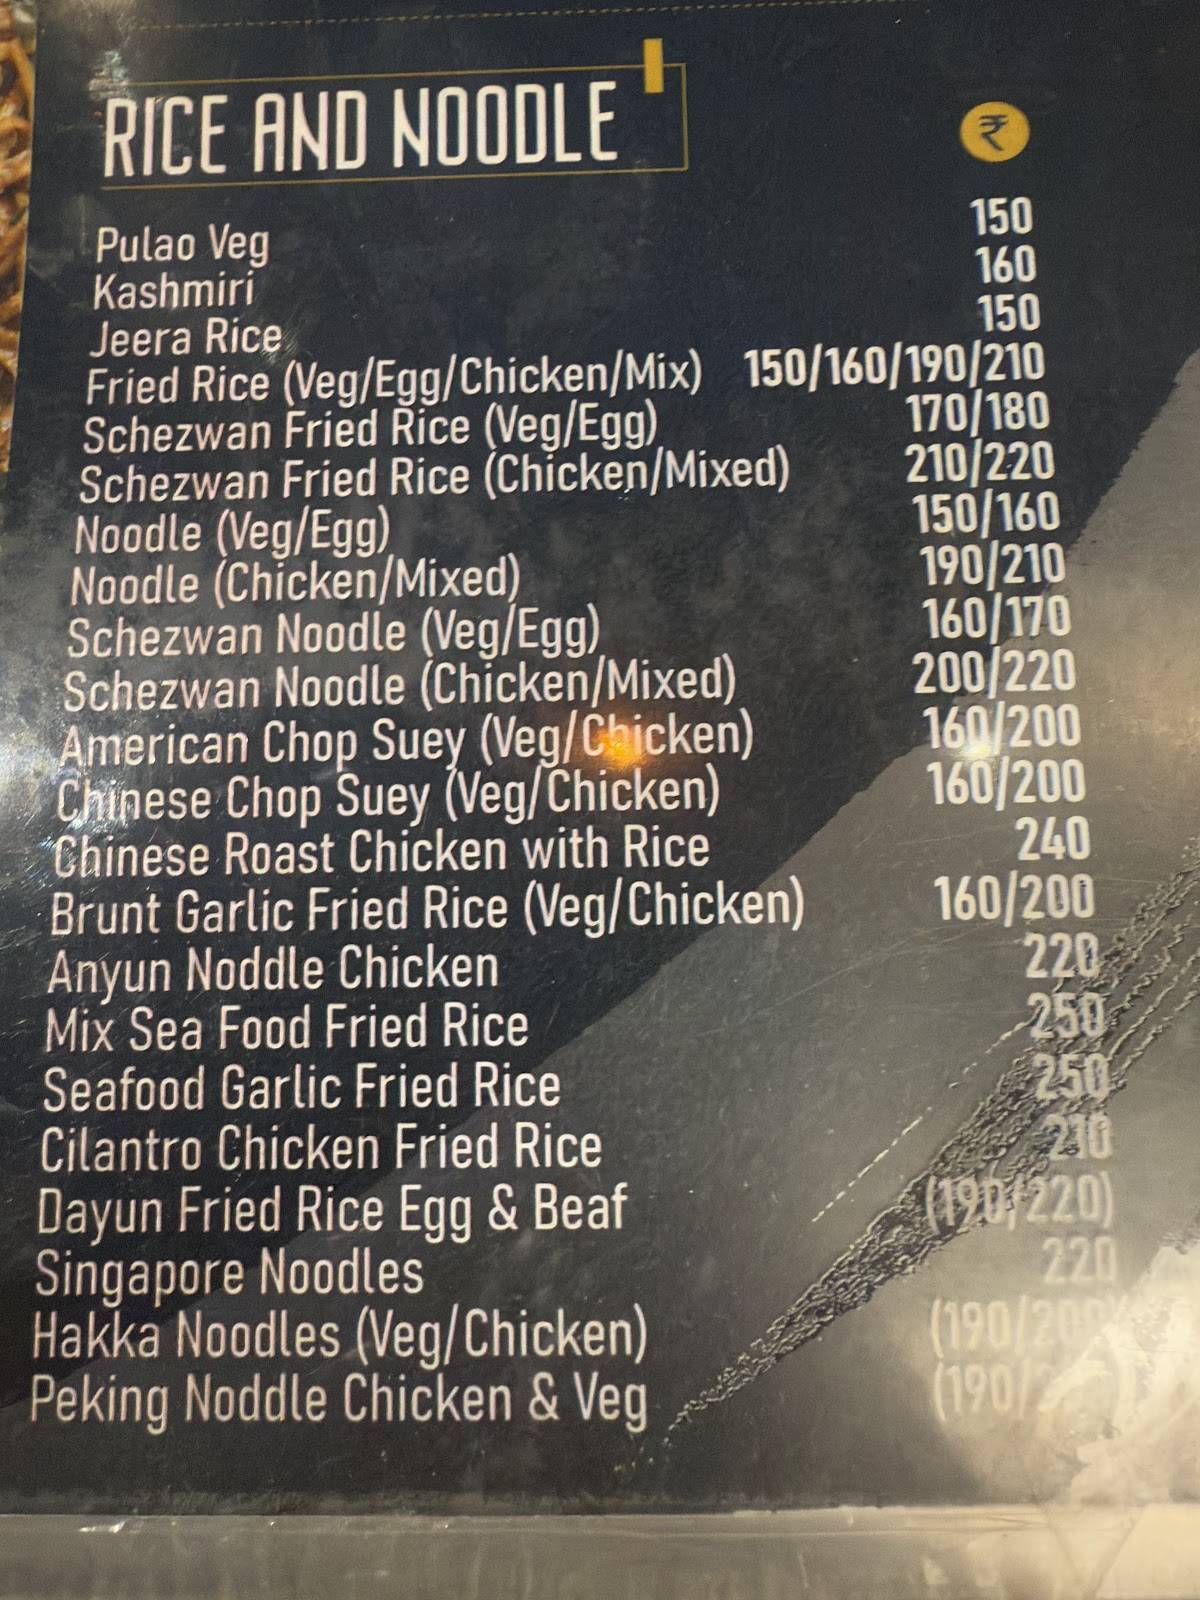 RICE AND NOODLE ₹
Pulao Veg 150
Kashmiri 160
Jeera Rice 150
Fried Rice (Veg/Egg/Chicken/Mix) 150/160/190/210
Schezwan Fried Rice (Veg/Egg) 170/180
Schezwan Fried Rice (Chicken/Mixed) 210/220
Noodle (Veg/Egg) 150/160
Noodle (Chicken/Mixed) 190/210
Schezwan Noodle (Veg/Egg) 160/170
Schezwan Noodle (Chicken/Mixed) 200/220
American Chop Suey (Veg/Chicken) 160/200
Chinese Chop Suey (Veg/Chicken) 160/200
Chinese Roast Chicken with Rice 240
Brunt Garlic Fried Rice (Veg/Chicken) 160/200
Anyun Noddle Chicken 220
Mix Sea Food Fried Rice 250
Seafood Garlic Fried Rice 250
Cilantro Chicken Fried Rice 210
Dayun Fried Rice Egg & Beaf (190/220)
Singapore Noodles 220
Hakka Noodles (Veg/Chicken) (190/200)
Peking Noddle Chicken & Veg